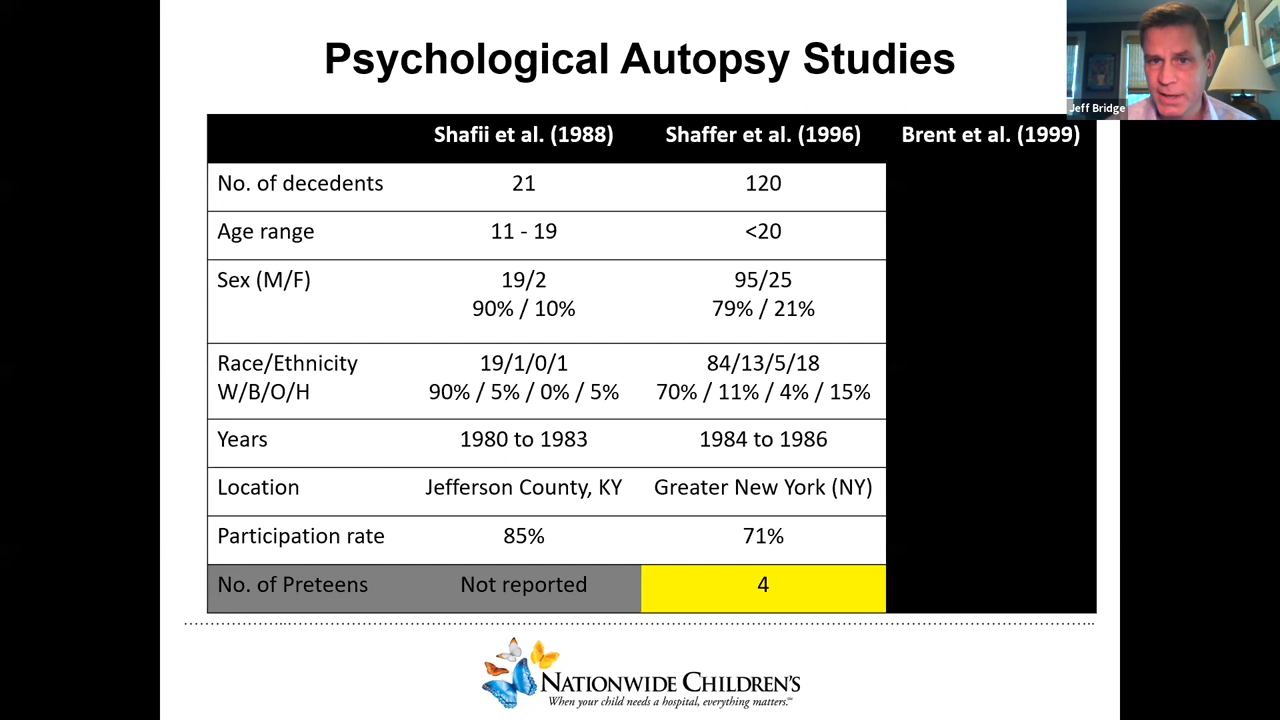 Psychological Autopsy Studies
Jeff Bridge
Shafii et al. (1988) Shaffer et al. (1996) Brent et al. (1999)
No. of decedents 21 120
Age range 11 - 19 <20
Sex (M/F) 19/2 95/25
90% / 10% 79% / 21%
Race/Ethnicity 19/1/0/1 84/13/5/18
W/B/O/H 90% / 5% / 0% / 5% 70% / 11% / 4% / 15%
Years 1980 to 1983 1984 to 1986
Location Jefferson County, KY Greater New York (NY)
Participation rate 85% 71%
No. of Preteens Not reported 4
NATIONWIDE CHILDREN'S
When your child needs a hospital, everything matters.℠